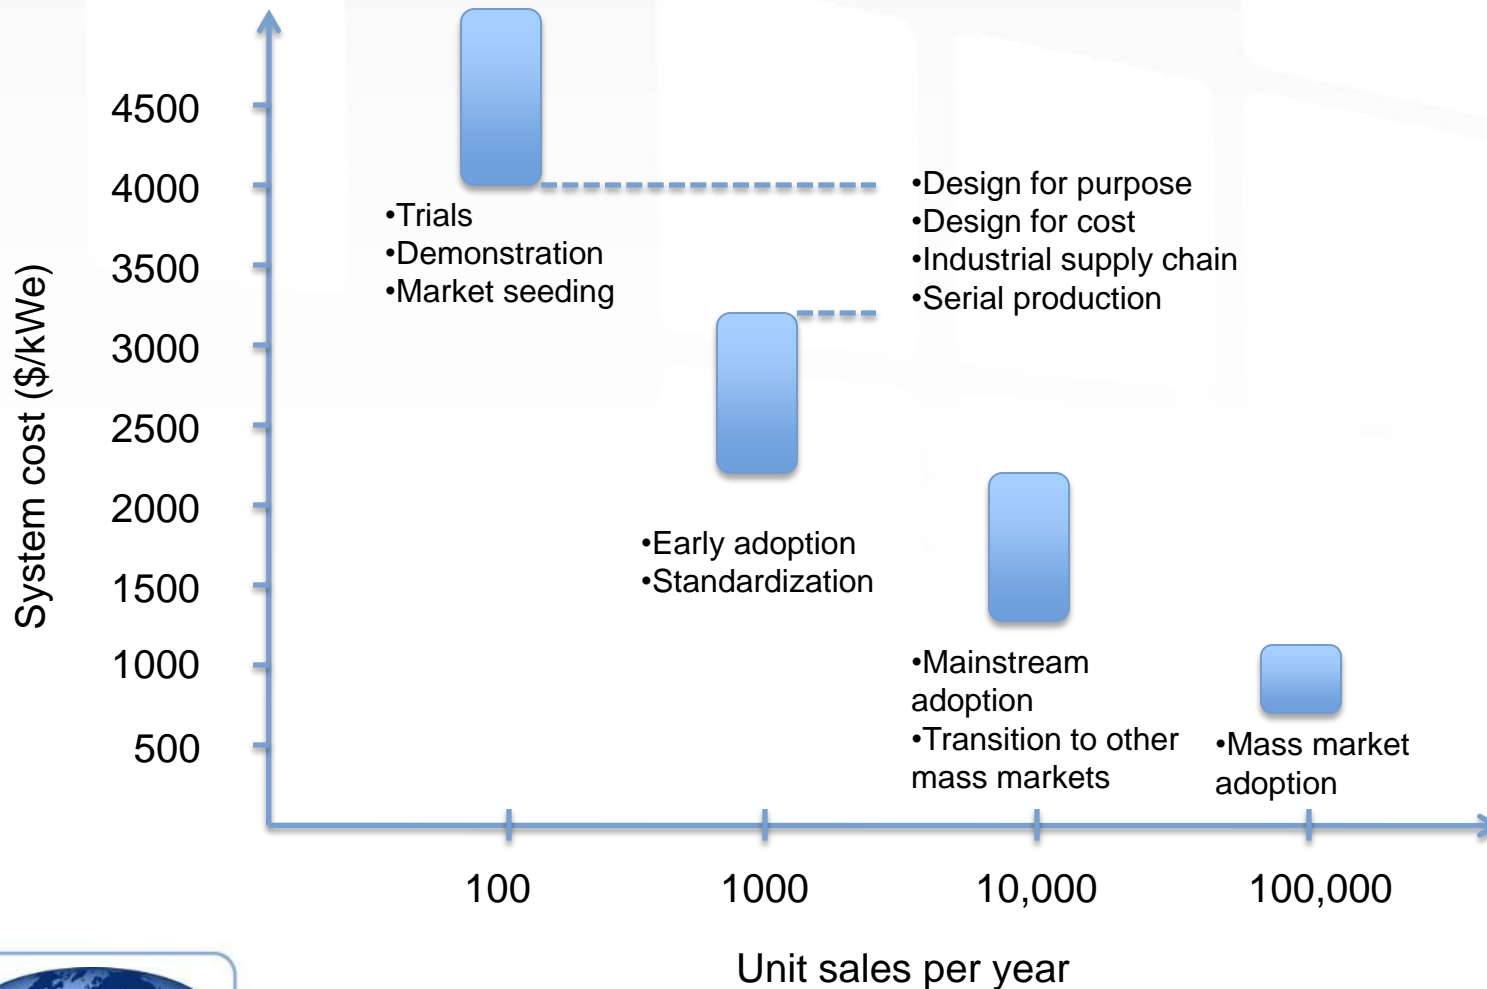 4500
4000
3500
3000
2500
2000
1500
1000
500
System cost ($/kWe)
•Trials
•Demonstration
•Market seeding
•Design for purpose
•Design for cost
•Industrial supply chain
•Serial production
•Early adoption
•Standardization
•Mainstream
adoption
•Transition to other
mass markets
•Mass market
adoption
100
1000
10,000
100,000
Unit sales per year